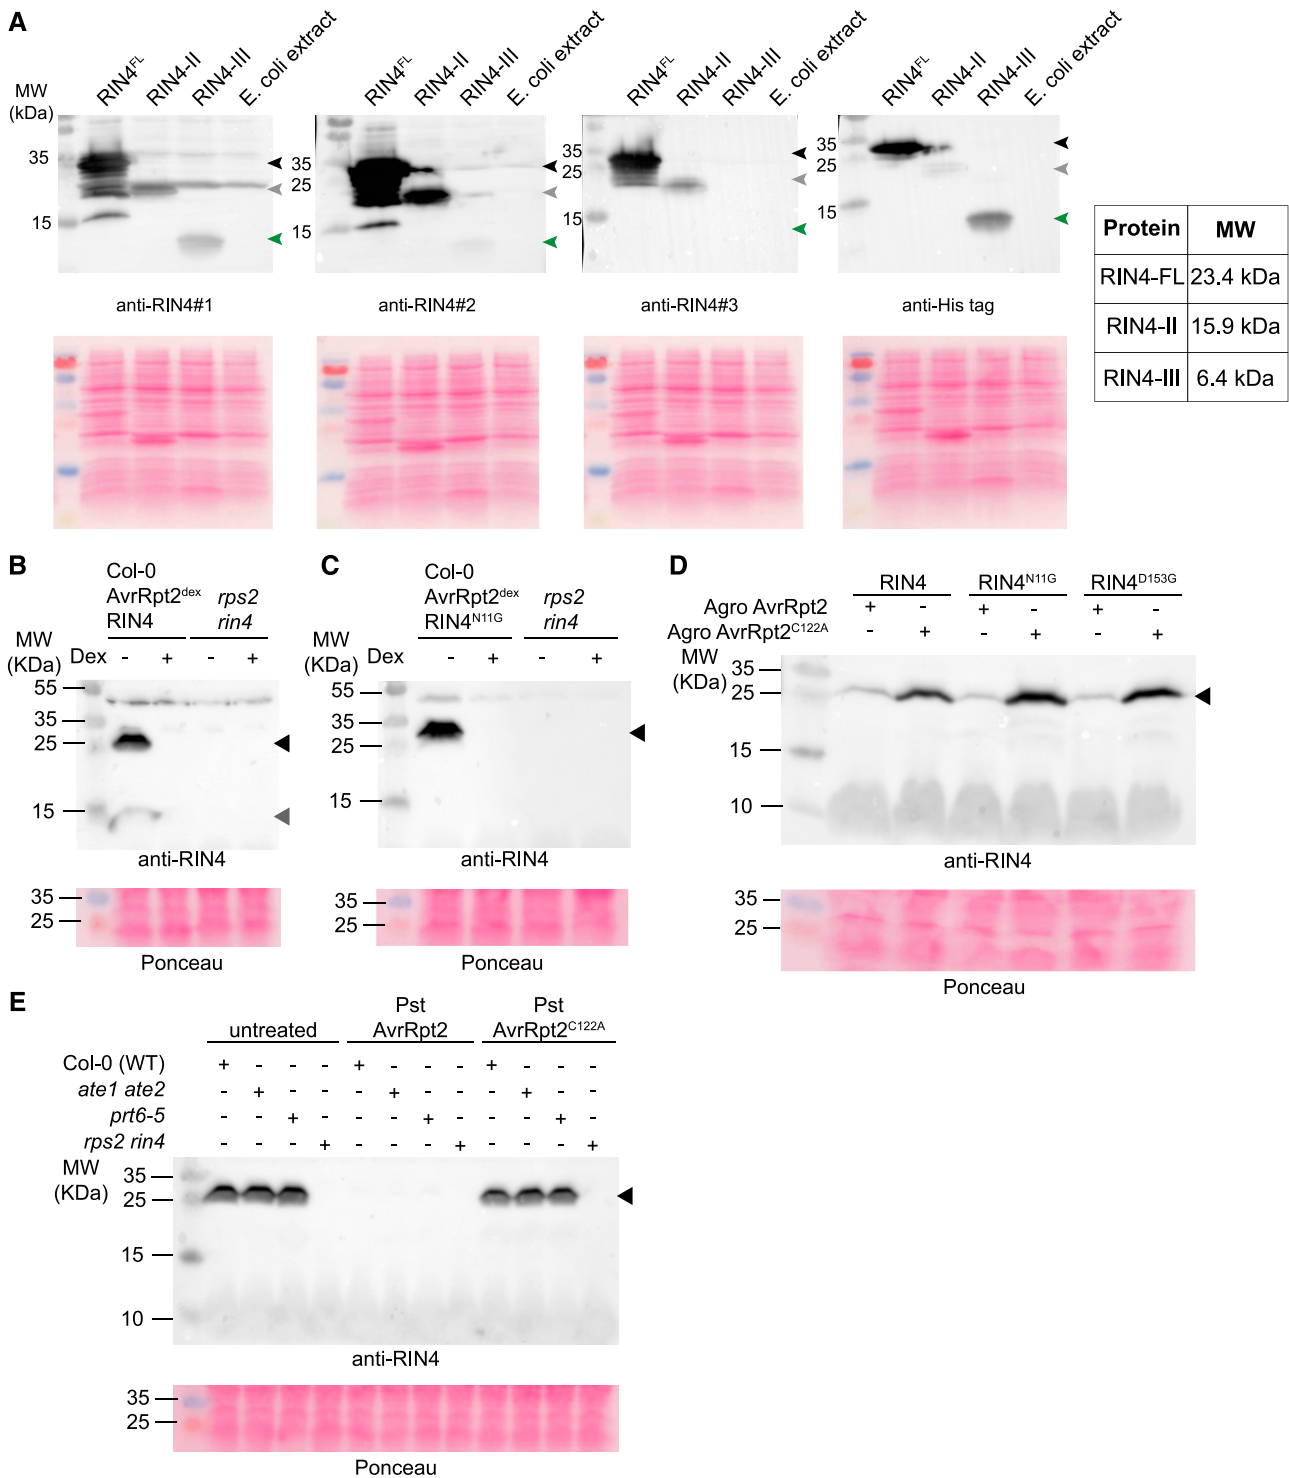 A
MW
(kDa)
RIN4FL
RIN4-II
RIN4-III
E. coli extract
35
15
anti-RIN4#1
RIN4FL
RIN4-II
RIN4-III
E. coli extract
35
25
15
anti-RIN4#2
RIN4FL
RIN4-II
RIN4-III
E. coli extract
35
25
15
anti-RIN4#3
RIN4FL
RIN4-II
RIN4-III
E. coli extract
35
25
15
anti-His tag
Protein MW
RIN4-FL 23.4 kDa
RIN4-II 15.9 kDa
RIN4-III 6.4 kDa
B
Col-0
AvrRpt2dex
RIN4
rps2
rin4
MW
(KDa)
Dex - + - +
55
35
25
15
anti-RIN4
35
25
Ponceau
C
Col-0
AvrRpt2dex
RIN4N11G
rps2
rin4
MW
(KDa)
Dex - + - +
55
35
25
15
anti-RIN4
35
25
Ponceau
D
RIN4 RIN4N11G RIN4D153G
Agro AvrRpt2 + - + - + -
Agro AvrRpt2C122A - + - + - +
MW
(KDa)
35
25
15
10
anti-RIN4
35
25
Ponceau
E
untreated
Pst
AvrRpt2
Pst
AvrRpt2C122A
Col-0 (WT) + - - - + - - - + - - -
ate1 ate2 - + - - - + - - - + - -
prt6-5 - - + - - - + - - - + -
rps2 rin4 - - - + - - - + - - - +
MW
(KDa)
35
25
15
10
anti-RIN4
35
25
Ponceau